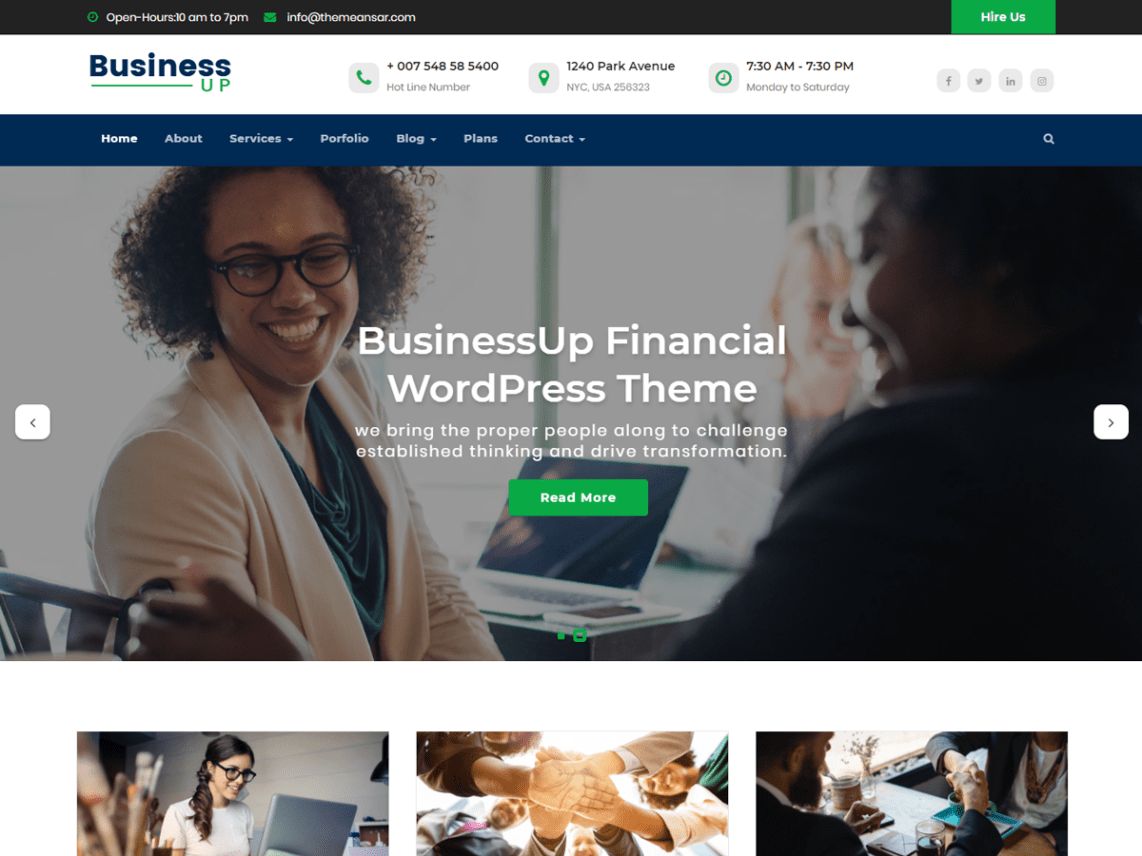 Open-Hours:10 am to 7pm info@themeansar.com Hire Us
Business
UP
+ 007 548 58 5400
Hot Line Number
1240 Park Avenue
NYC, USA 256323
7:30 AM - 7:30 PM
Monday to Saturday
Home About Services Porfolio Blog Plans Contact
BusinessUp Financial
WordPress Theme
we bring the proper people along to challenge
established thinking and drive transformation.
Read More